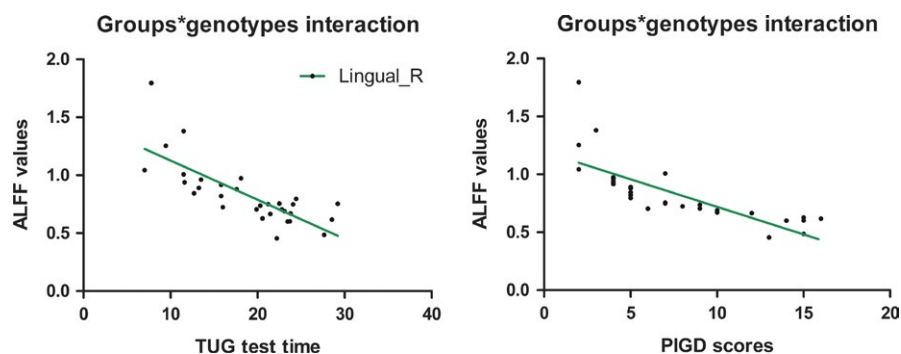 Groups*genotypes interaction
2.0
1.5
1.0
0.5
0.0
ALFF values
Lingual_R
0 10 20 30 40
TUG test time
Groups*genotypes interaction
2.0
1.5
1.0
0.5
0.0
ALFF values
0 5 10 15 20
PIGD scores